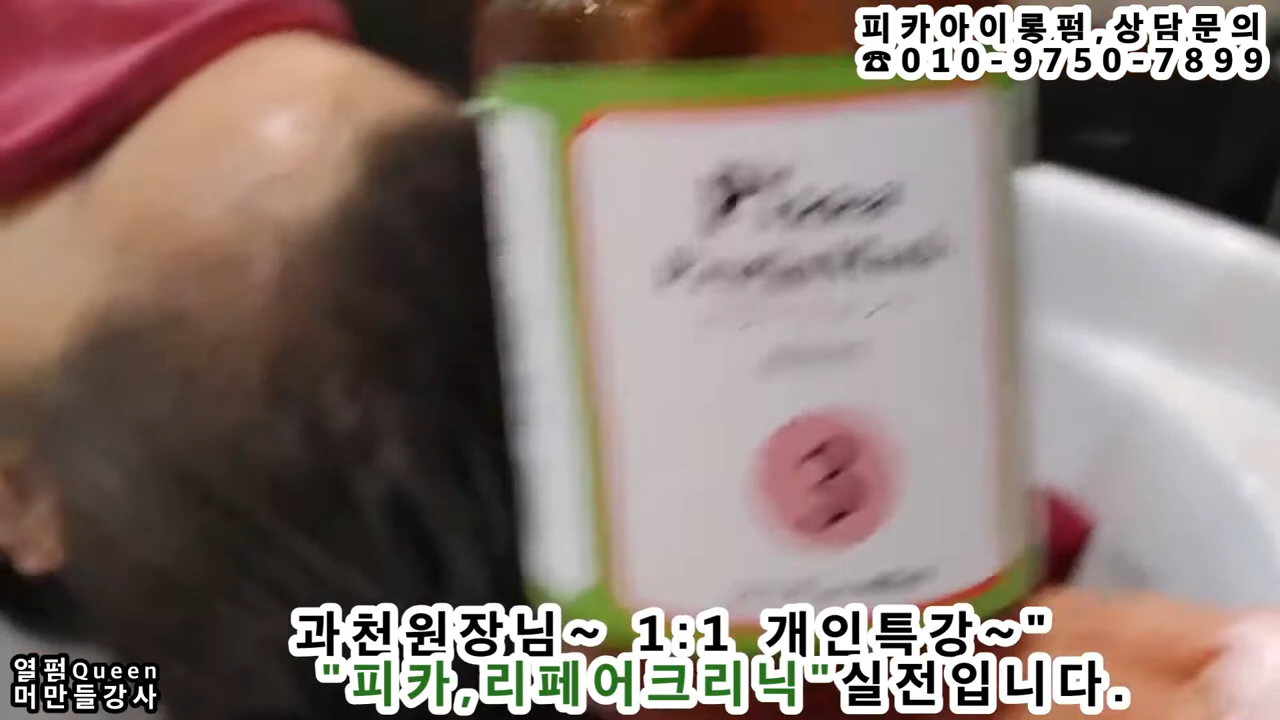 피카아이롱펌,상담문의
☎010-9750-7899
3
과천원장님~ 1:1 개인특강~"
"피카,리페어크리닉"실전입니다.
열펌Queen
머만들강사